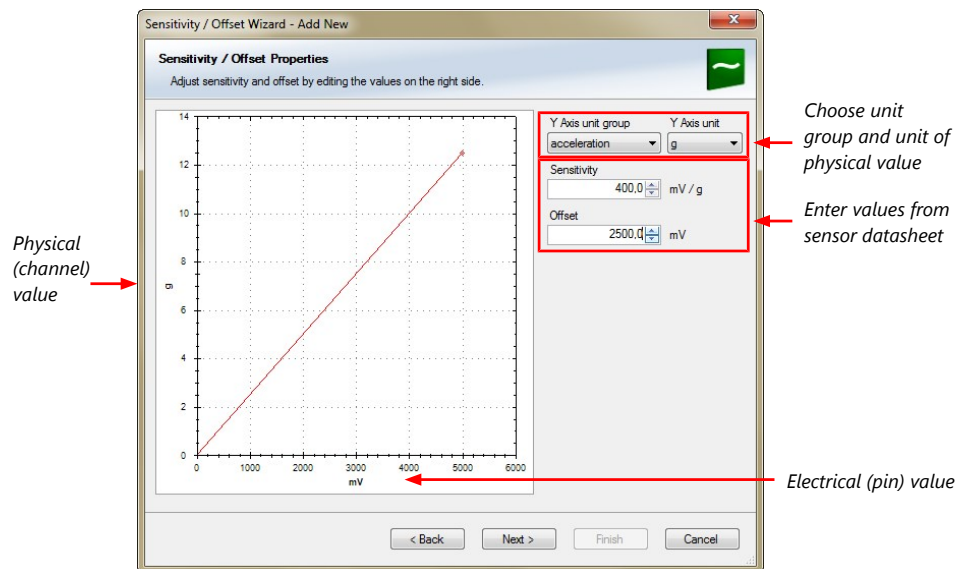 Sensitivity / Offset Wizard - Add New
Sensitivity / Offset Properties
Adjust sensitivity and offset by editing the values on the right side.
Y Axis unit group
Y Axis unit
acceleration
g
Sensitivity
400,0
mV / g
Offset
2500,0
mV
14
12
10
8
6
4
2
0
g
0
1000
2000
3000
4000
5000
6000
mV
< Back
Next >
Finish
Cancel
Physical
(channel)
value
Choose unit
group and unit of
physical value
Enter values from
sensor datasheet
Electrical (pin) value